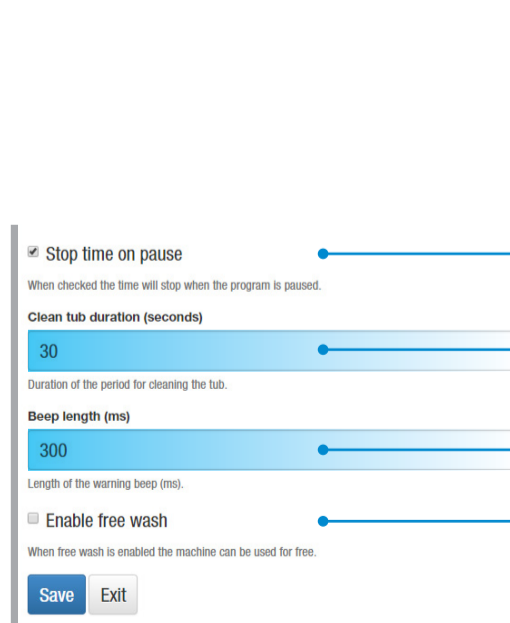 Stop time on pause
When checked the time will stop when the program is paused.
Clean tub duration (seconds)
30
Duration of the period for cleaning the tub.
Beep length (ms)
300
Length of the warning beep (ms).
Enable free wash
When free wash is enabled the machine can be used for free.
Save Exit